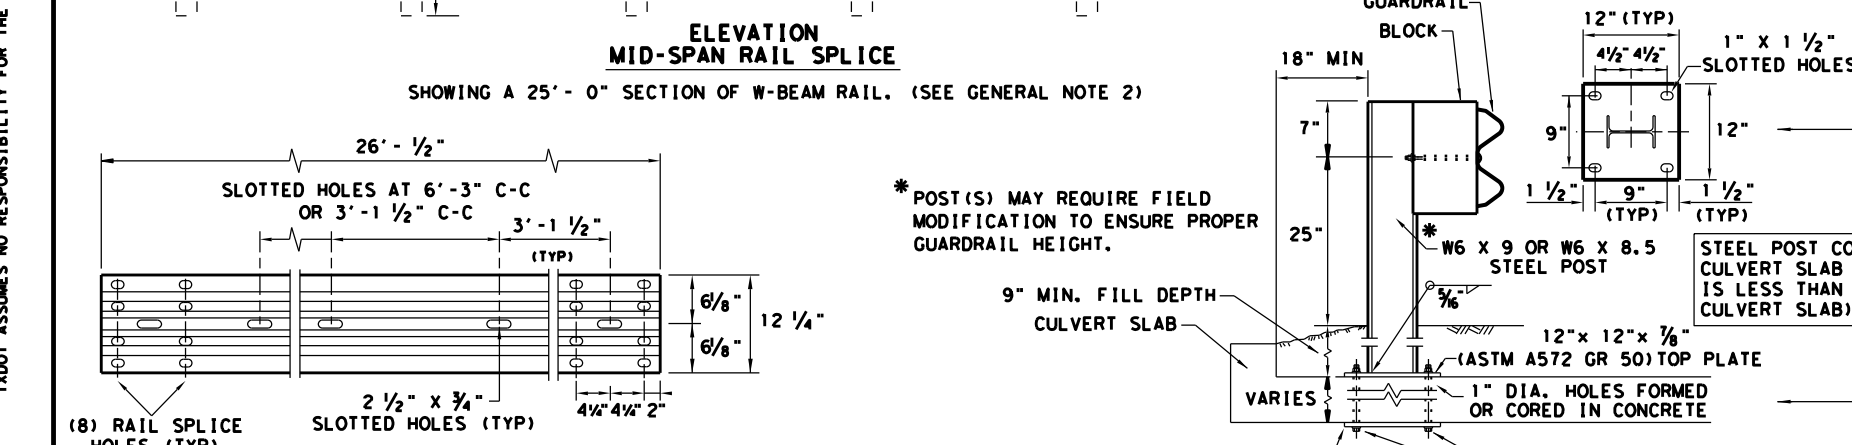 TXDOT ASSUMES NO RESPONSIBILITY FOR THE
ELEVATION
MID-SPAN RAIL SPLICE
SHOWING A 25'- 0" SECTION OF W-BEAM RAIL. (SEE GENERAL NOTE 2)
26' - 1/2"
SLOTTED HOLES AT 6'-3" C-C
OR 3'-1 1/2" C-C
3'-1 1/2"
(TYP)
6 1/8"
12 1/4"
6 1/8"
4 1/4" 4 1/4" 2"
2 1/2" X 3/4"
SLOTTED HOLES (TYP)
(8) RAIL SPLICE
HOLES (TYP)
* POST(S) MAY REQUIRE FIELD
MODIFICATION TO ENSURE PROPER
GUARDRAIL HEIGHT.
GUARDRAIL
BLOCK
18" MIN
7"
25"
*
W6 X 9 OR W6 X 8.5
STEEL POST
5/16"
9" MIN. FILL DEPTH
CULVERT SLAB
VARIES
12"x 12"x 7/8"
(ASTM A572 GR 50) TOP PLATE
1" DIA. HOLES FORMED
OR CORED IN CONCRETE
12" (TYP)
4 1/2" 4 1/2"
1" X 1 1/2"
SLOTTED HOLES
9"
12"
1 1/2"
9"
(TYP)
1 1/2"
(TYP)
STEEL POST CO
CULVERT SLAB
IS LESS THAN
CULVERT SLAB)